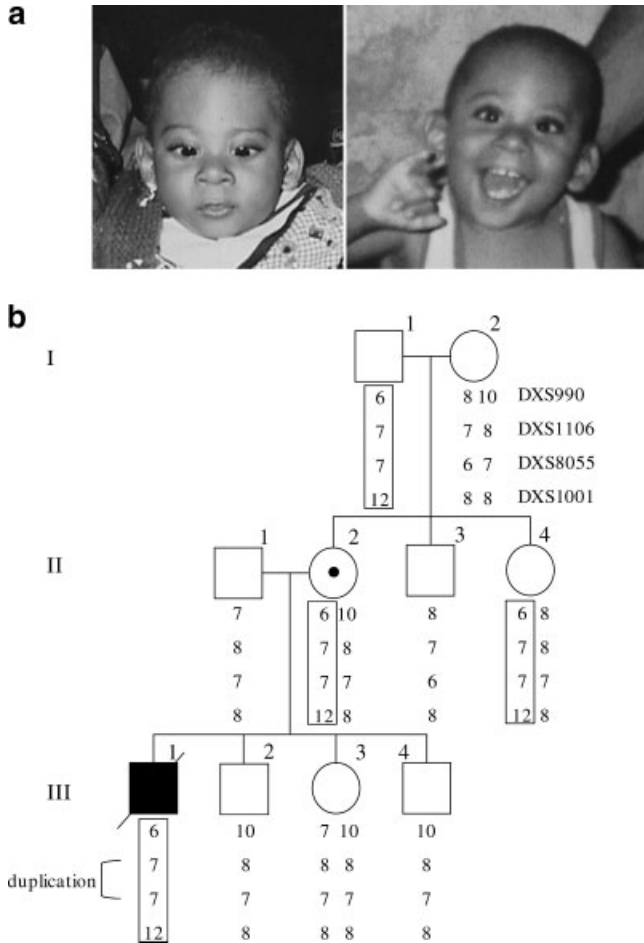 a
b
1 2
I
6 8 10 DXS990
7 7 8 DXS1106
7 6 7 DXS8055
12 8 8 DXS1001
1 2 3 4
II
7 6 10 8 6 8
8 7 8 7 7 8
7 7 7 6 7 7
8 12 8 8 12 8
1 2 3 4
III
6 10 7 10 10
7 8 8 8 8
duplication
7 7 7 7 7
12 8 8 8 8